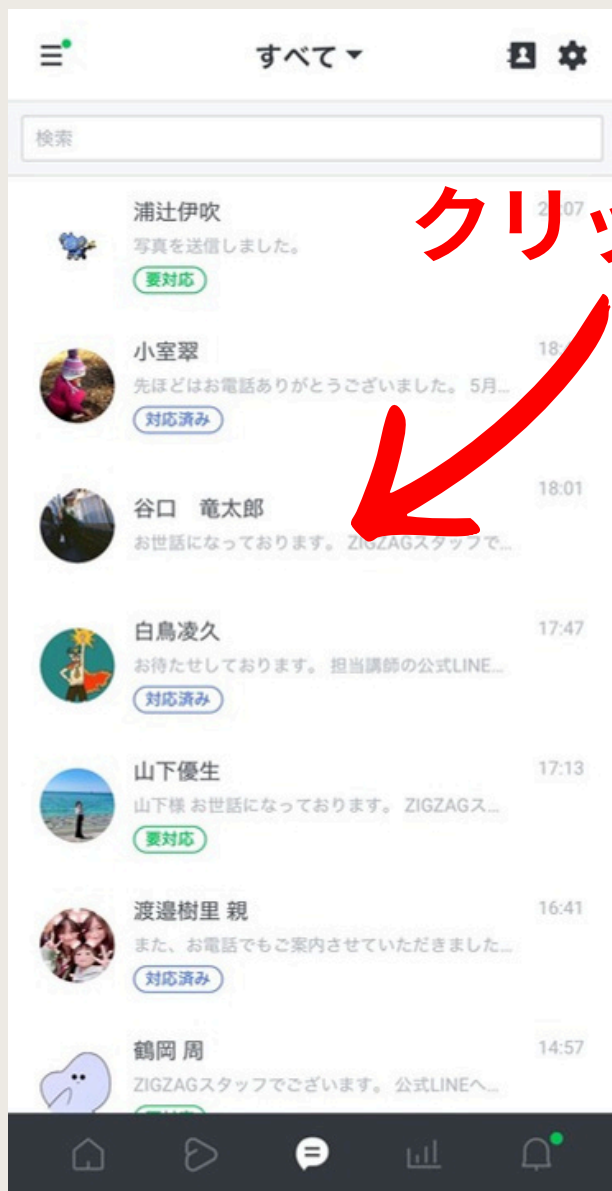 すべて
検索
浦辻伊吹
写真を送信しました。
要対応
クリッ
小室翠
先ほどはお電話ありがとうございました。 5月...
対応済み
谷口　竜太郎
18:01
お世話になっております。 ZIGZAGスタッフで...
白鳥凌久
17:47
お待たせしております。 担当講師の公式LINE...
対応済み
山下優生
17:13
山下様 お世話になっております。 ZIGZAGス...
要対応
渡邉樹里 親
16:41
また、お電話でもご案内させていただきました...
対応済み
鶴岡 周
14:57
ZIGZAGスタッフでございます。 公式LINEへ...